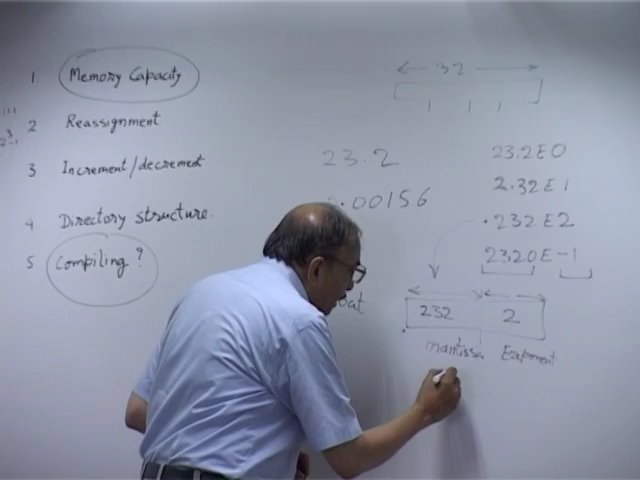 1 Memory Capacity
2 Reassignment
3 Increment/decrement
4. Directory structure.
5 Compiling?
32
23.2
.00156
23.2E0
2.32E1
.232E2
2320E-1
232 2
mantissa Exponent